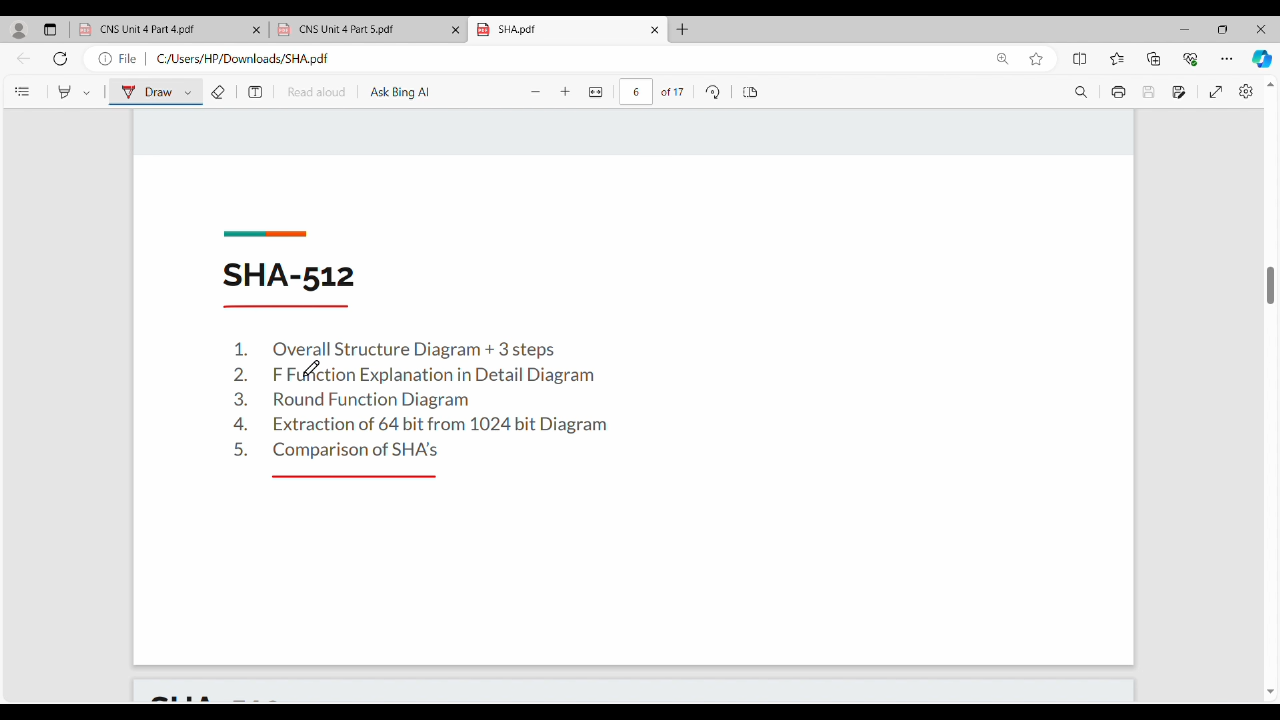 CNS Unit 4 Part 4.pdf
CNS Unit 4 Part 5.pdf
SHA.pdf
File
C:/Users/HP/Downloads/SHA.pdf
Draw
Read aloud
Ask Bing AI
6
of 17
SHA-512
1. Overall Structure Diagram + 3 steps
2. F Function Explanation in Detail Diagram
3. Round Function Diagram
4. Extraction of 64 bit from 1024 bit Diagram
5. Comparison of SHA's